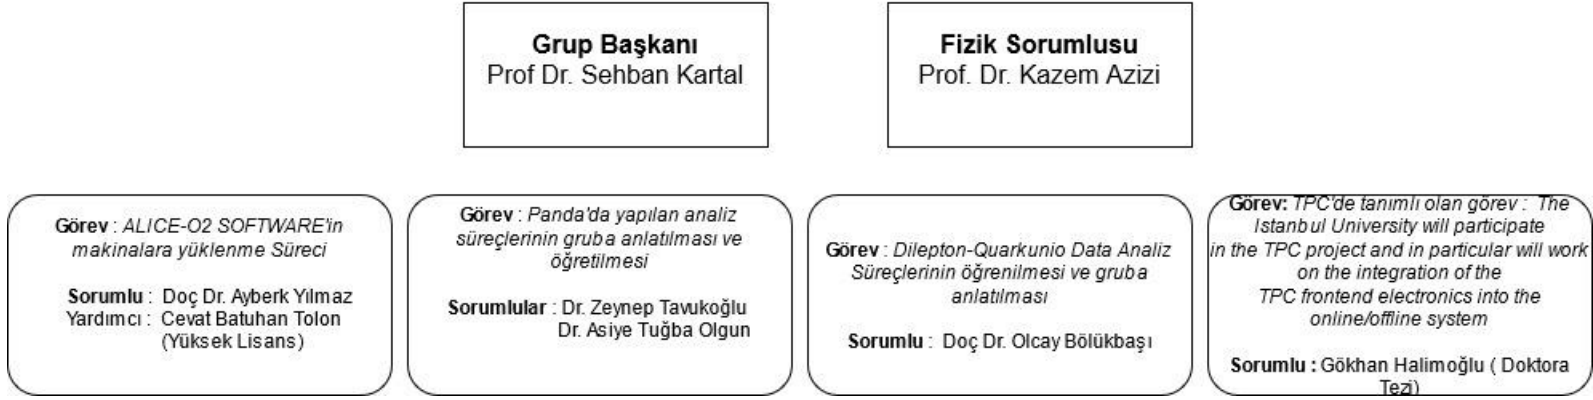 Grup Başkanı
Prof Dr. Sehban Kartal
Fizik Sorumlusu
Prof. Dr. Kazem Azizi
Görev : ALICE-O2 SOFTWARE'in
makinalara yüklenme Süreci
Sorumlu : Doç Dr. Ayberk Yılmaz
Yardımcı : Cevat Batuhan Tolon
(Yüksek Lisans)
Görev : Panda'da yapılan analiz
süreçlerinin gruba anlatılması ve
öğretilmesi
Sorumlular : Dr. Zeynep Tavukoğlu
Dr. Asiye Tuğba Olgun
Görev : Dilepton-Quarkunio Data Analiz
Süreçlerinin öğrenilmesi ve gruba
anlatılması
Sorumlu : Doç Dr. Olcay Bölükbaşı
Görev: TPC'de tanımlı olan görev : The
Istanbul University will participate
in the TPC project and in particular will work
on the integration of the
TPC frontend electronics into the
online/offline system
Sorumlu : Gökhan Halimoğlu ( Doktora
Tezi)